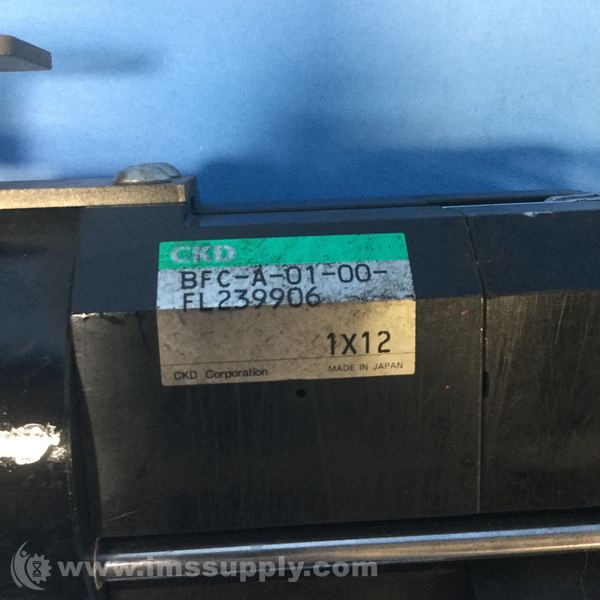 CKD
BFC-A-01-00-
FL239906
1X12
CKD Corporation MADE IN JAPAN
www.imssupply.com